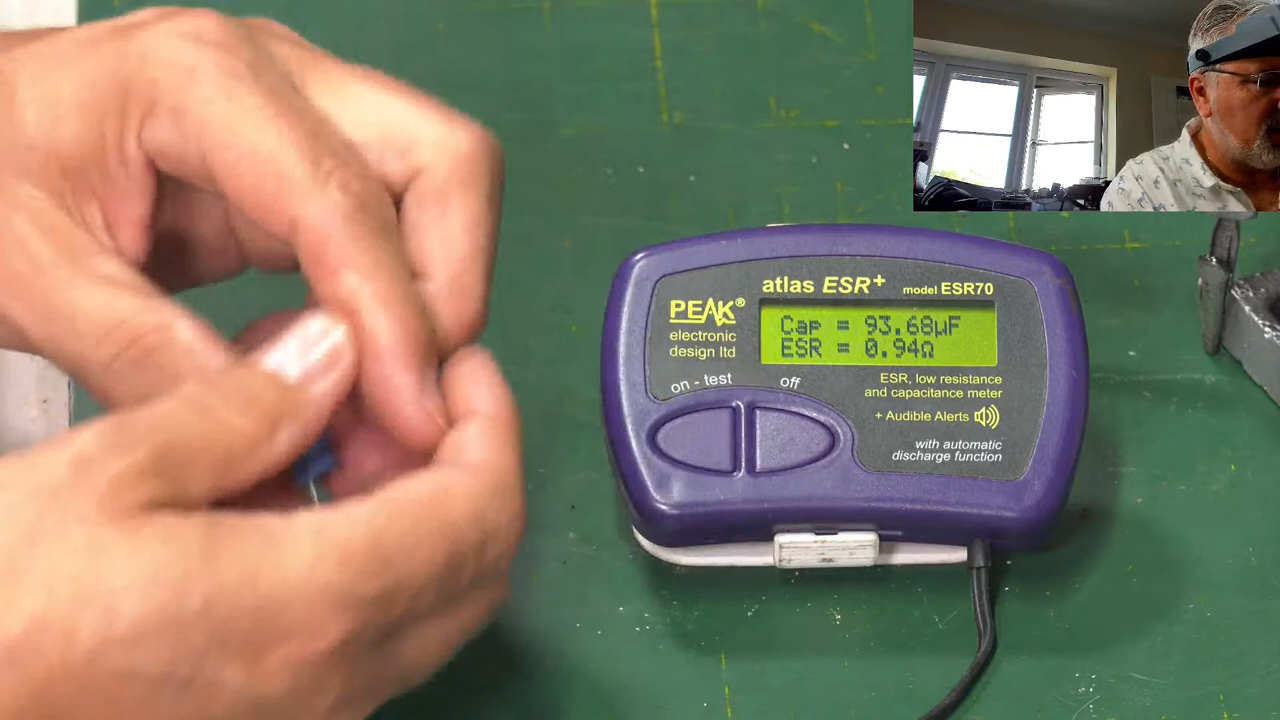 atlas ESR+ model ESR70
PEAK®
electronic
design ltd
Cap = 93.68µF
ESR = 0.94Ω
on - test off
ESR, low resistance
and capacitance meter
+ Audible Alerts
with automatic
discharge function